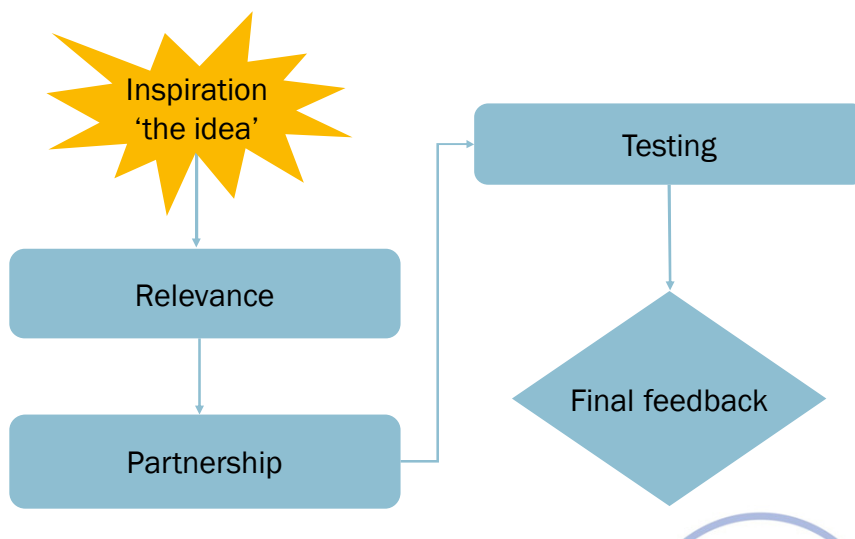 Inspiration
‘the idea’
Relevance
Partnership
Testing
Final feedback